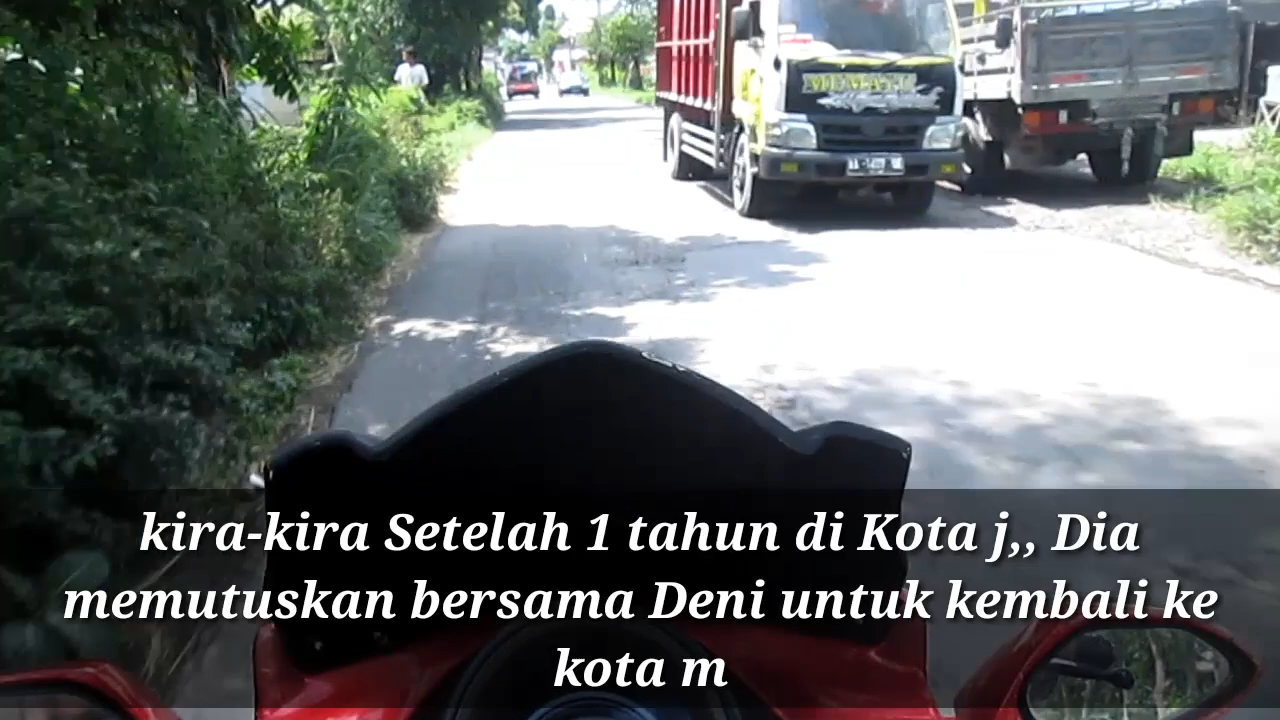 kira-kira Setelah 1 tahun di Kota j,, Dia
memutuskan bersama Deni untuk kembali ke
kota m